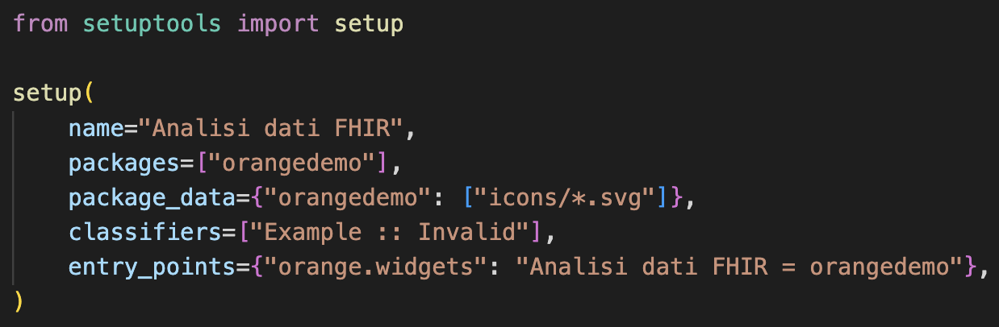 from setuptools import setup
setup(
    name="Analisi dati FHIR",
    packages=["orangedemo"],
    package_data={"orangedemo": ["icons/*.svg"]},
    classifiers=["Example :: Invalid"],
    entry_points={"orange.widgets": "Analisi dati FHIR = orangedemo"},
)